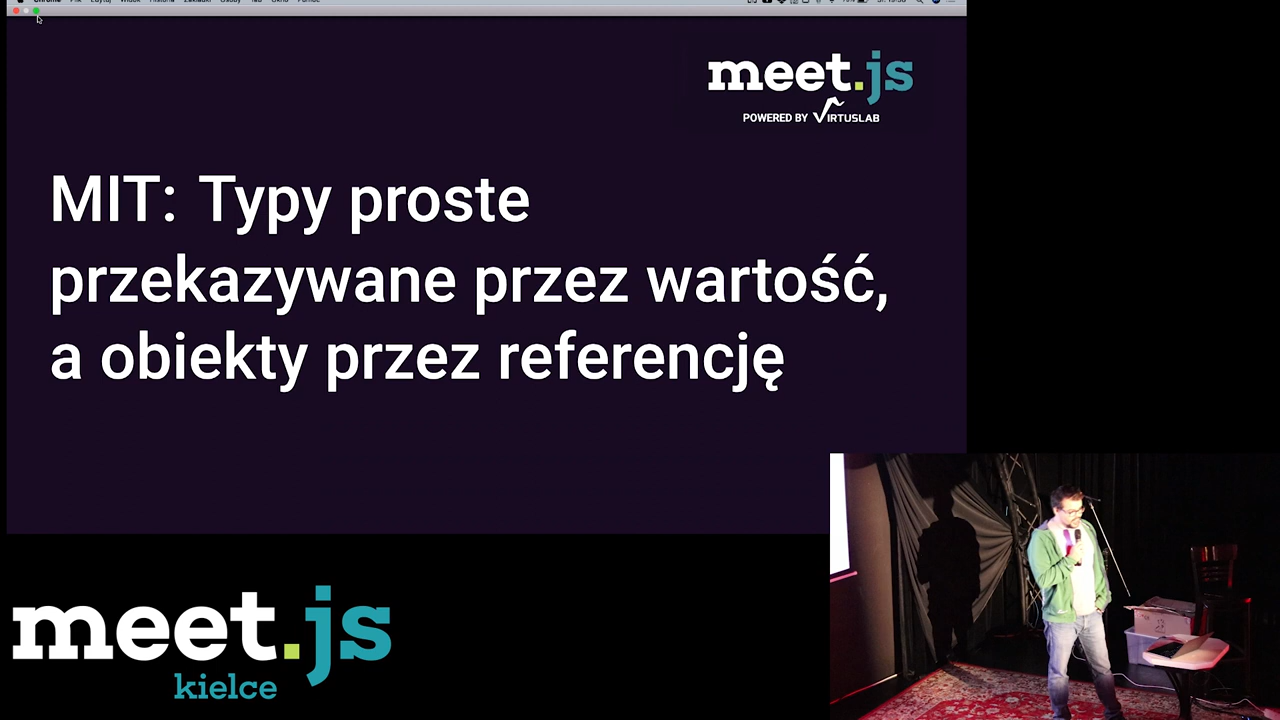 meet.js
POWERED BY VIRTUSLAB
MIT: Typy proste
przekazywane przez wartość,
a obiekty przez referencję
meet.js
kielce